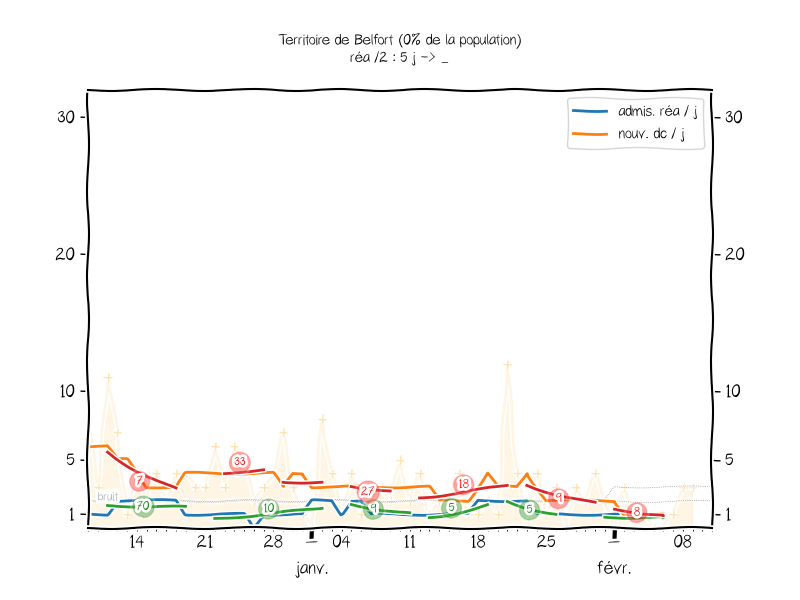 Territoire de Belfort (0% de la population)
réa /2 : 5 j -> _
admis. réa / j
nouv. dc / j
30 30
20 20
10 10
5 5
1 1
bruit
7 33 27 18 9 8
70 10 9 5 5
14 21 28 _ 04 11 18 25 _ 08
janv. févr.